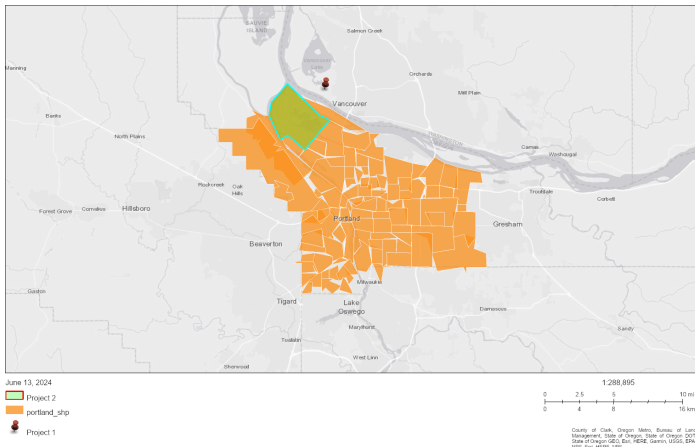 SAUVIE
ISLAND
Salmon Creek
Manning
Orchards
Mill Plain
Vancouver
Banks
North Plains
Camas
Washougal
Rockcreek
Oak
Hills
Troutdale
Corbett
Forest Grove
Cornelius
Hillsboro
Portland
Gresham
Beaverton
Milwaukie
Gaston
Tigard
Lake
Oswego
Damascus
Marylhurst
Sandy
Tualatin
West Linn
Sherwood
June 13, 2024
Project 2
portland_shp
Project 1
1:288,895
0 2.5 5 10 mi
0 4 8 16 km
County of Clark, Oregon Metro, Bureau of Land
Management, State of Oregon, State of Oregon DOT,
State of Oregon GEO, Esri, HERE, Garmin, USGS, EPA,